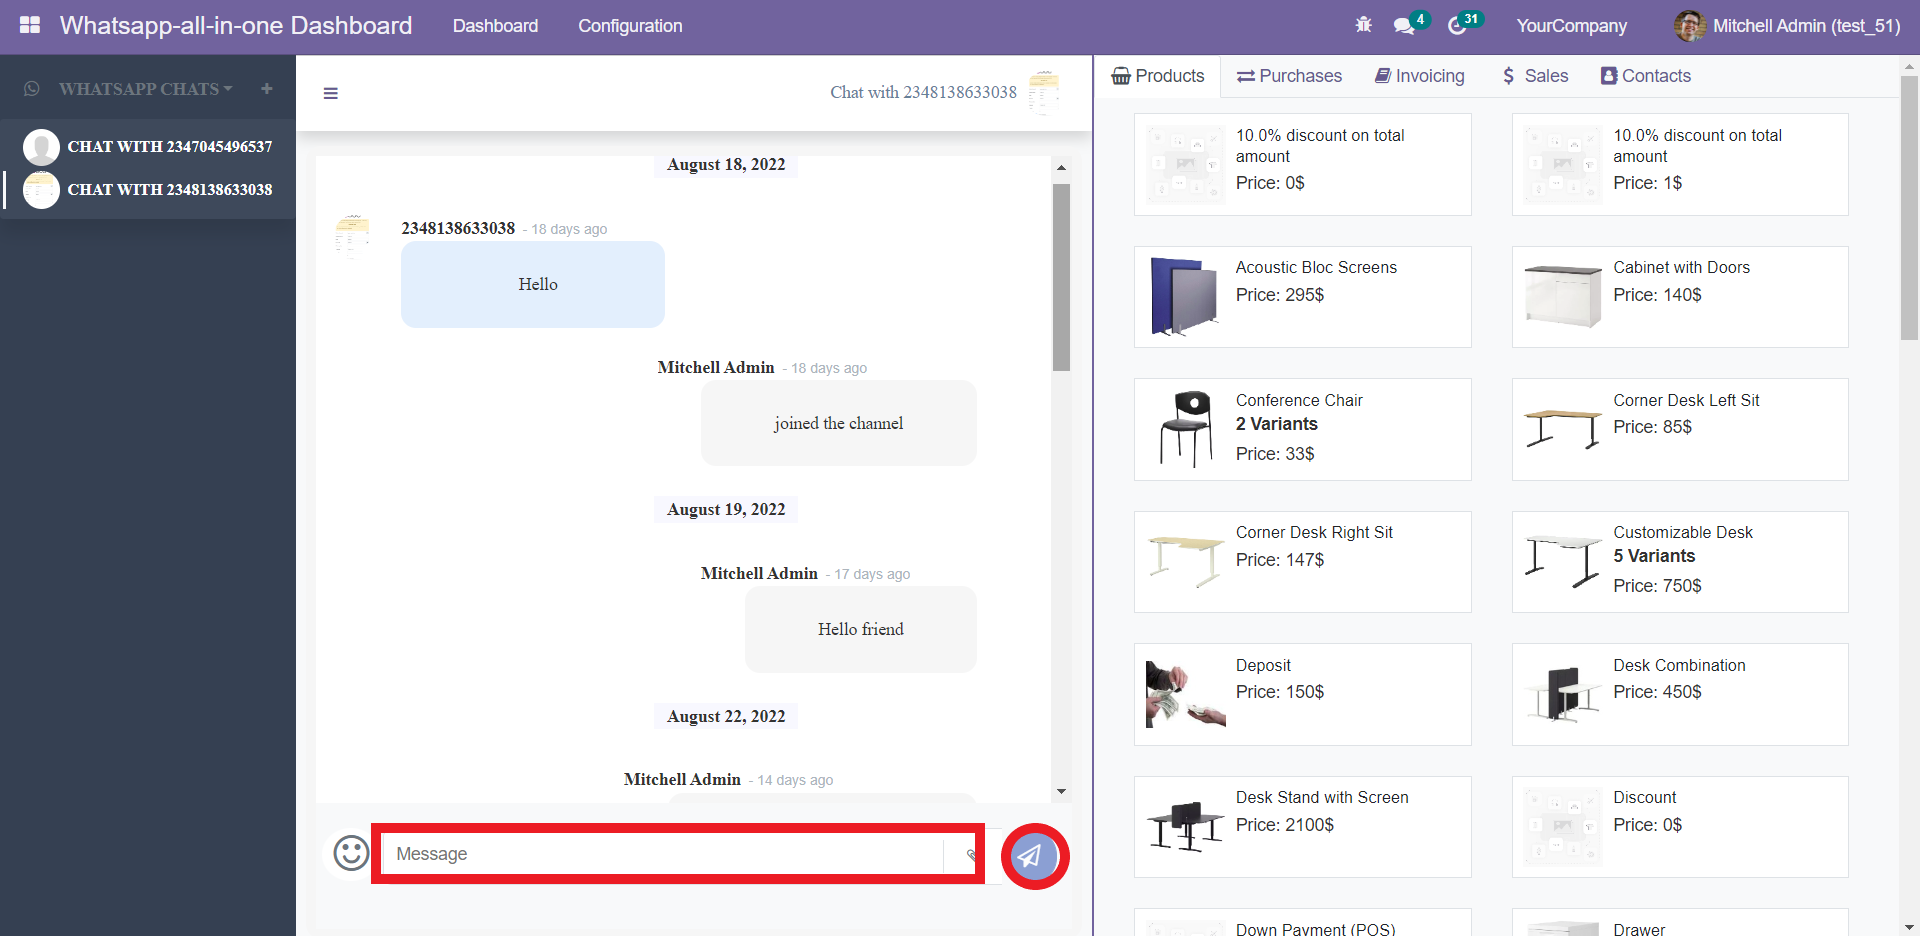 Whatsapp-all-in-one Dashboard Dashboard Configuration 4 31 YourCompany Mitchell Admin (test_51)
WHATSAPP CHATS
CHAT WITH 2347045496537
CHAT WITH 2348138633038
Chat with 2348138633038
August 18, 2022
2348138633038 - 18 days ago
Hello
Mitchell Admin - 18 days ago
joined the channel
August 19, 2022
Mitchell Admin - 17 days ago
Hello friend
August 22, 2022
Mitchell Admin - 14 days ago
Message
Products Purchases Invoicing Sales Contacts
10.0% discount on total
amount
Price: 0$
10.0% discount on total
amount
Price: 1$
Acoustic Bloc Screens
Price: 295$
Cabinet with Doors
Price: 140$
Conference Chair
2 Variants
Price: 33$
Corner Desk Left Sit
Price: 85$
Corner Desk Right Sit
Price: 147$
Customizable Desk
5 Variants
Price: 750$
Deposit
Price: 150$
Desk Combination
Price: 450$
Desk Stand with Screen
Price: 2100$
Discount
Price: 0$
Down Payment (POS)
Drawer